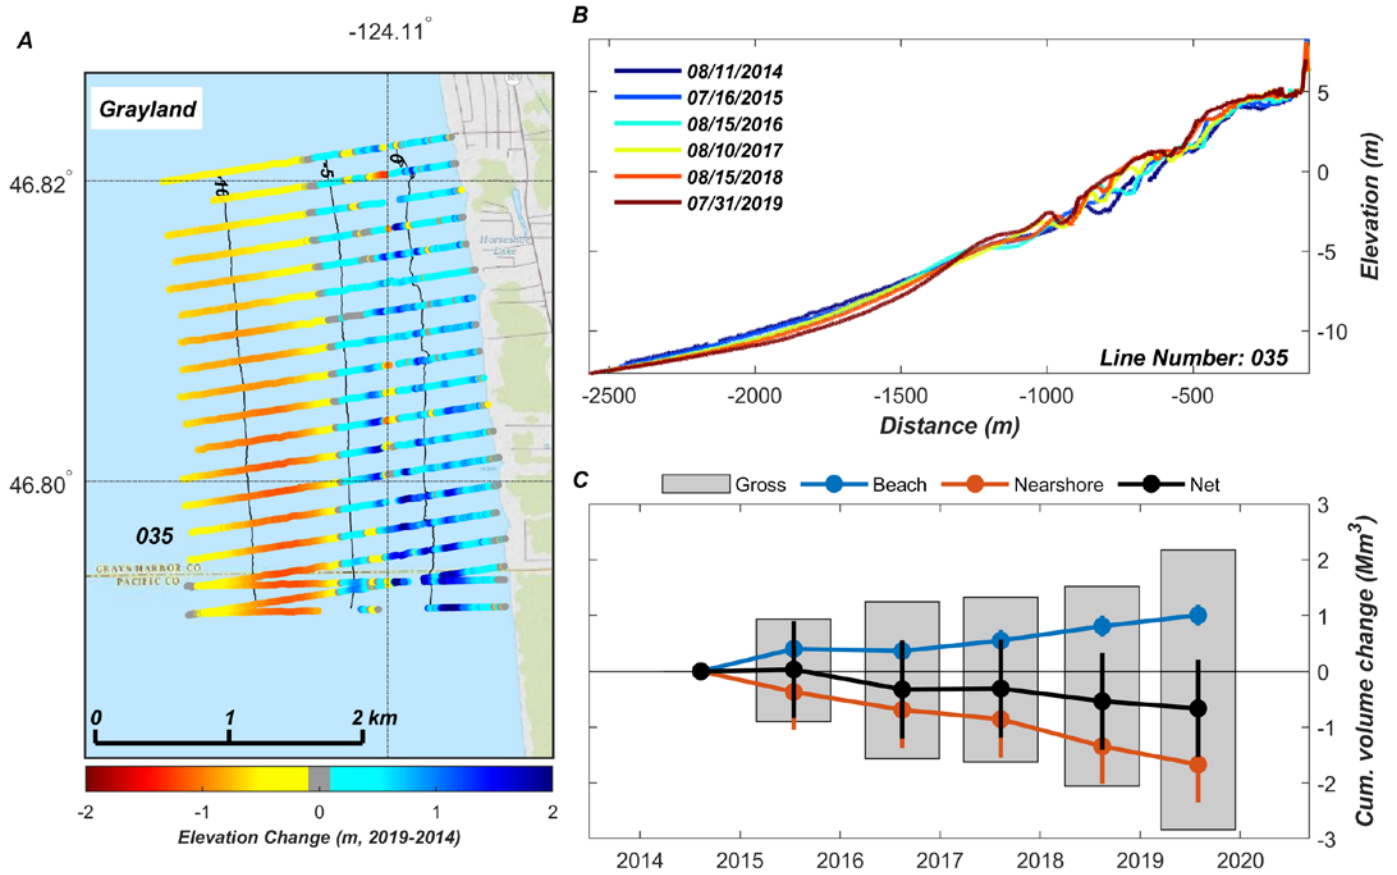 A
-124.11°
Grayland
46.82°
-5
Horseshoe
Lake
46.80°
035
GRAYS HARBOR CO
PACIFIC CO
0 1 2 km
-2 -1 0 1 2
Elevation Change (m, 2019-2014)
B
08/11/2014
07/16/2015
08/15/2016
08/10/2017
08/15/2018
07/31/2019
5
0
-5
-10
Elevation (m)
Line Number: 035
-2500 -2000 -1500 -1000 -500
Distance (m)
C
Gross Beach Nearshore Net
3
2
1
0
-1
-2
-3
Cum. volume change (Mm³)
2014 2015 2016 2017 2018 2019 2020